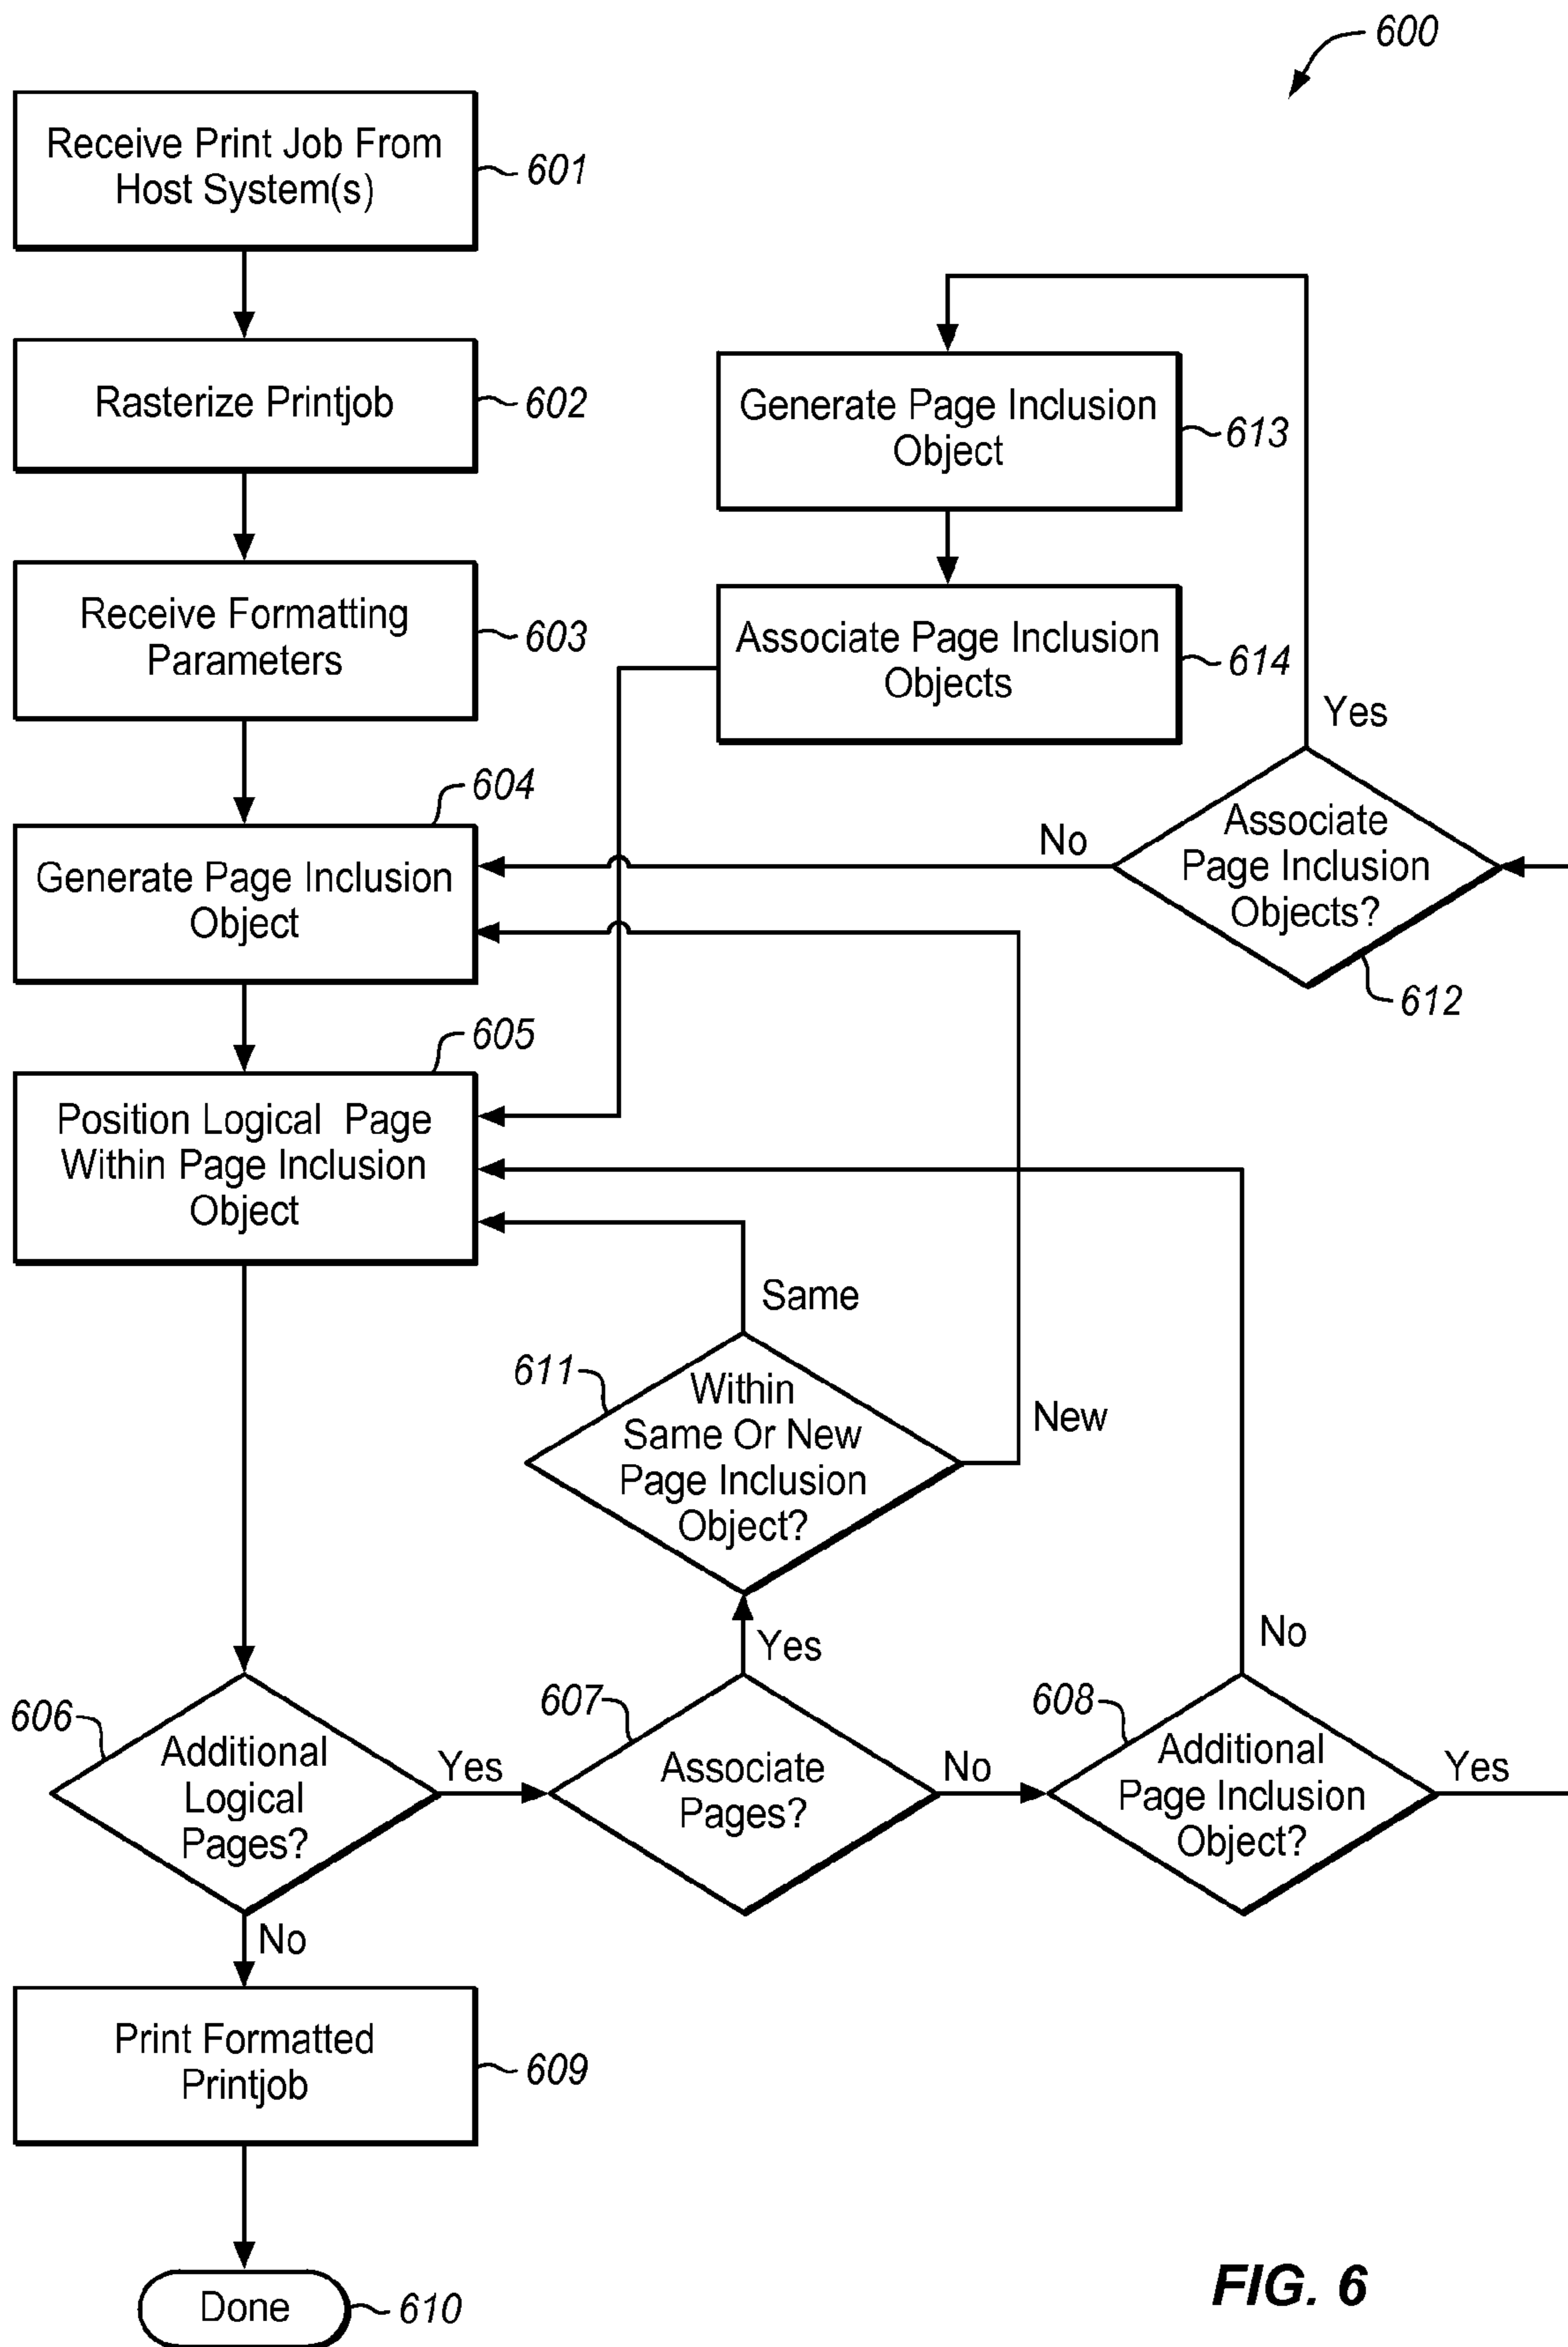 600
Receive Print Job From
Host System(s)
601
Rasterize Printjob
602
Receive Formatting
Parameters
603
Generate Page Inclusion
Object
613
Associate Page Inclusion
Objects
614
Yes
Associate
Page Inclusion
Objects?
612
No
604
Generate Page Inclusion
Object
605
Position Logical Page
Within Page Inclusion
Object
Same
611
Within
Same Or New
Page Inclusion
Object?
New
606
Additional
Logical
Pages?
Yes
607
Associate
Pages?
Yes
No
608
Additional
Page Inclusion
Object?
No
Yes
No
Print Formatted
Printjob
609
Done
610
FIG. 6